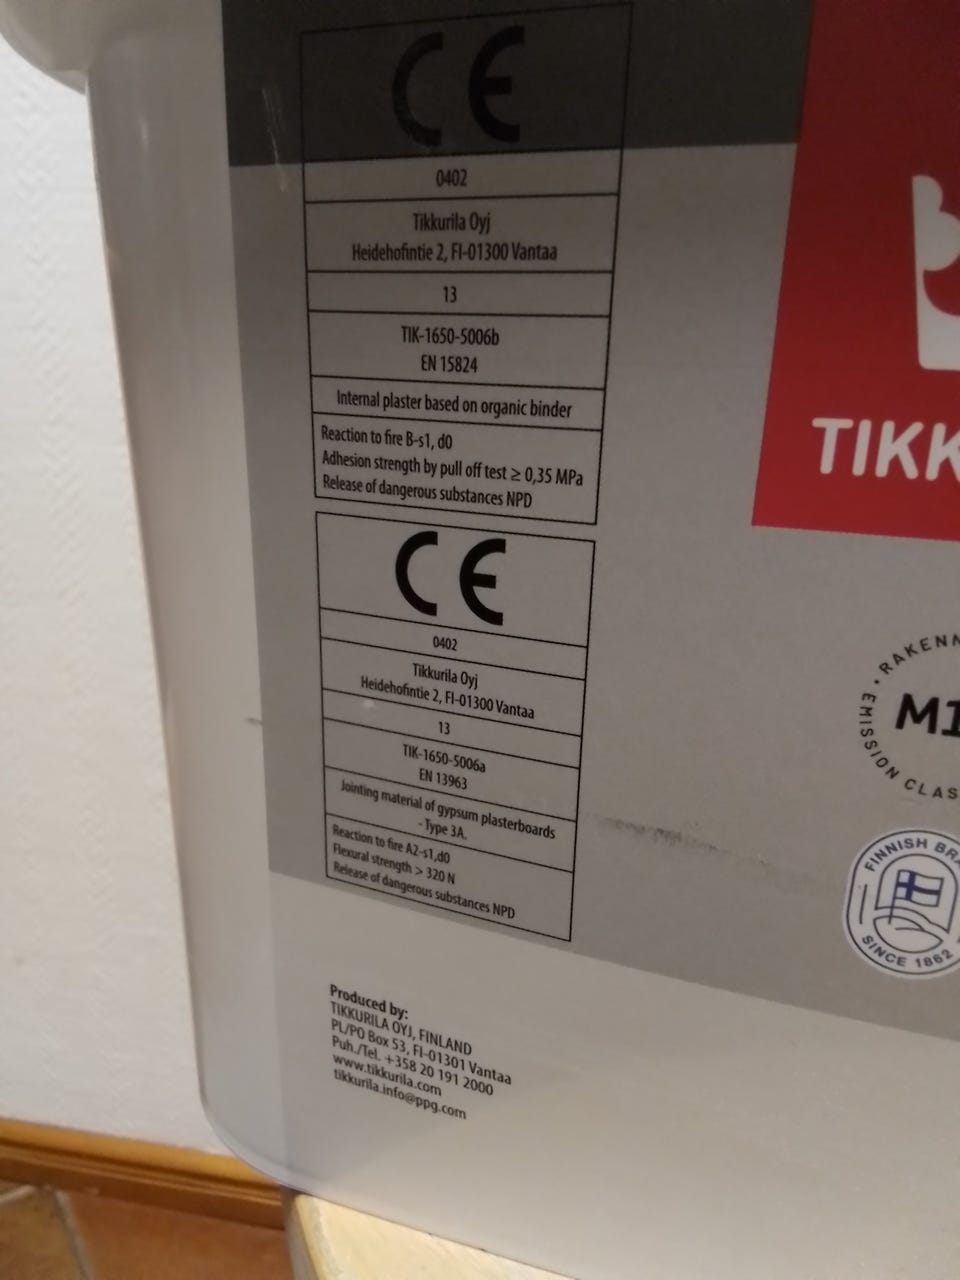 CE
0402
Tikkurila Oyj
Heidehofintie 2, FI-01300 Vantaa
13
TIK-1650-5006b
EN 15824
Internal plaster based on organic binder
Reaction to fire B-s1, d0
Adhesion strength by pull off test ≥ 0,35 MPa
Release of dangerous substances NPD
CE
0402
Tikkurila Oyj
Heidehofintie 2, FI-01300 Vantaa
13
TIK-1650-5006a
EN 13963
Jointing material of gypsum plasterboards
- Type 3A.
Reaction to fire A2-s1,d0
Flexural strength > 320 N
Release of dangerous substances NPD
Produced by:
TIKKURILA OYJ, FINLAND
PL/PO Box 53, FI-01301 Vantaa
Puh./Tel. +358 20 191 2000
www.tikkurila.com
tikkurila.info@ppg.com
TIKK
RAKENN
M1
EMISSION CLAS
FINNISH BRA
SINCE 1862